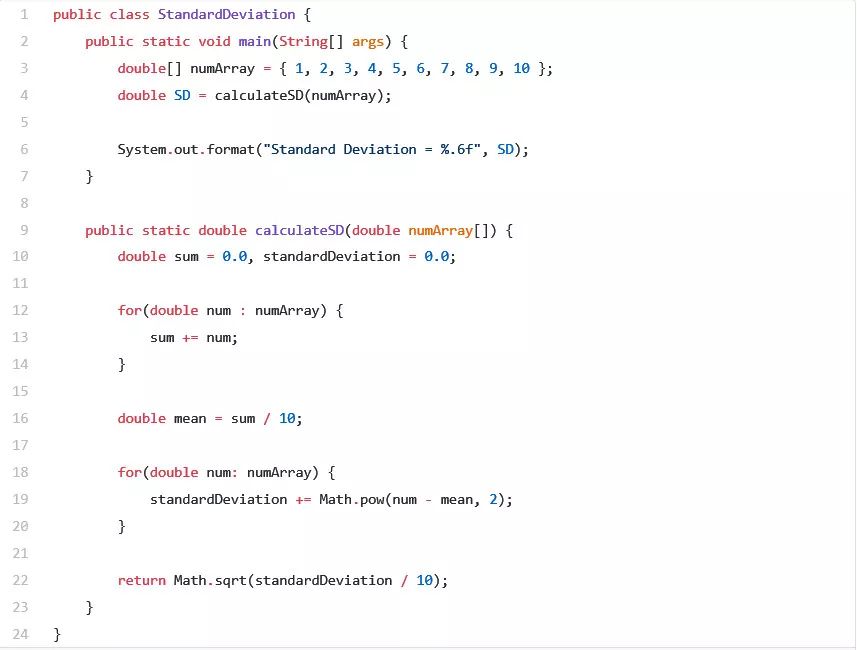 1 public class StandardDeviation {
2     public static void main(String[] args) {
3         double[] numArray = { 1, 2, 3, 4, 5, 6, 7, 8, 9, 10 };
4         double SD = calculateSD(numArray);
5
6         System.out.format("Standard Deviation = %.6f", SD);
7     }
8
9     public static double calculateSD(double numArray[]) {
10         double sum = 0.0, standardDeviation = 0.0;
11
12         for(double num : numArray) {
13             sum += num;
14         }
15
16         double mean = sum / 10;
17
18         for(double num: numArray) {
19             standardDeviation += Math.pow(num - mean, 2);
20         }
21
22         return Math.sqrt(standardDeviation / 10);
23     }
24 }